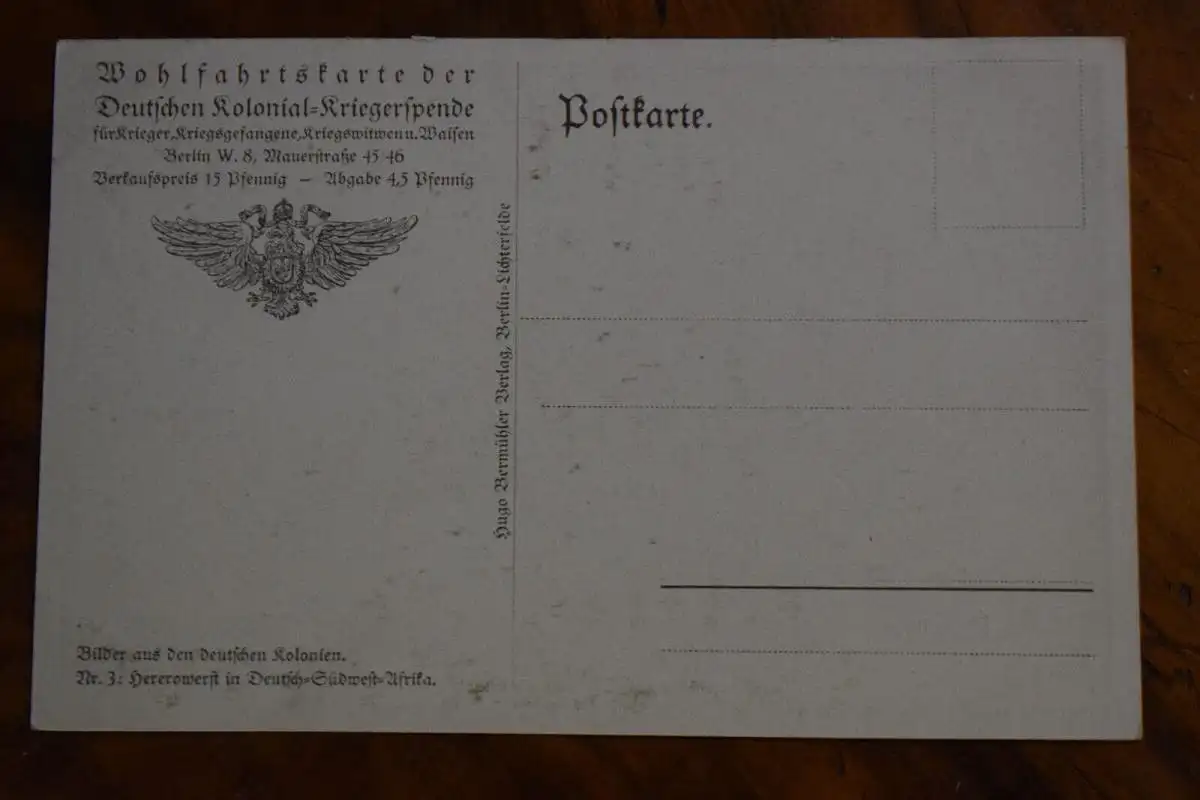 Wohlfahrtskarte der
Deutschen Kolonial=Kriegerspende
für Krieger, Kriegsgefangene, Kriegswitwen u. Waisen
Berlin W. 8, Mauerstraße 45 46
Verkaufspreis 15 Pfennig — Abgabe 4,5 Pfennig
Bilder aus den deutschen Kolonien.
Nr. 3: Hererowerft in Deutsch=Südwest=Afrika.
Hugo Bermühler Verlag, Berlin=Lichterfelde
Postkarte.